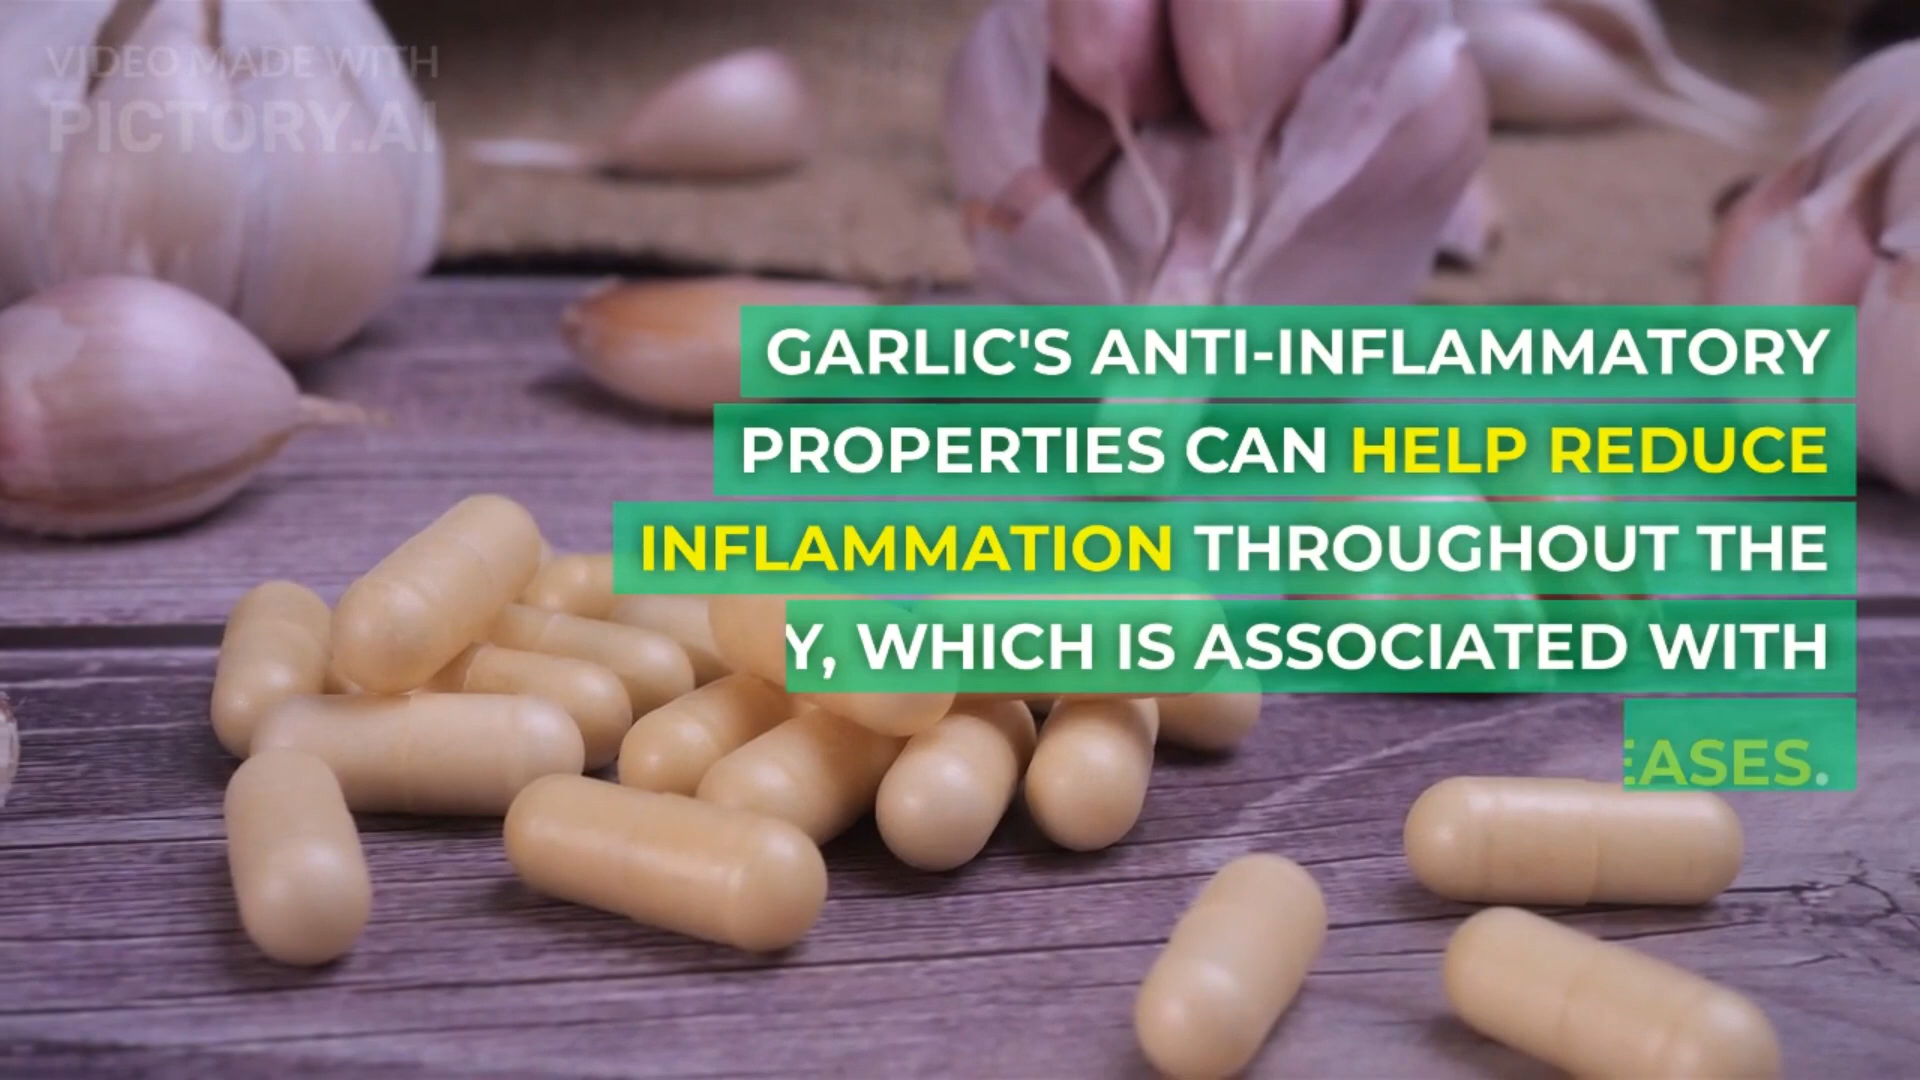 VIDEO MADE WITH
PICTORY.AI
GARLIC'S ANTI-INFLAMMATORY
PROPERTIES CAN HELP REDUCE
INFLAMMATION THROUGHOUT THE
Y, WHICH IS ASSOCIATED WITH
EASES.